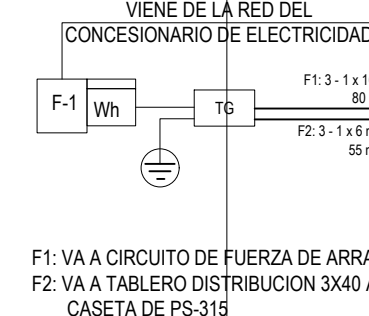 VIENE DE LA RED DEL
CONCESIONARIO DE ELECTRICIDAD
F1: 3 - 1 x 1
80
F-1
Wh
TG
F2: 3 - 1 x 6 m
55 m
F1: VA A CIRCUITO DE FUERZA DE ARRA
F2: VA A TABLERO DISTRIBUCION 3X40 A
CASETA DE PS-315